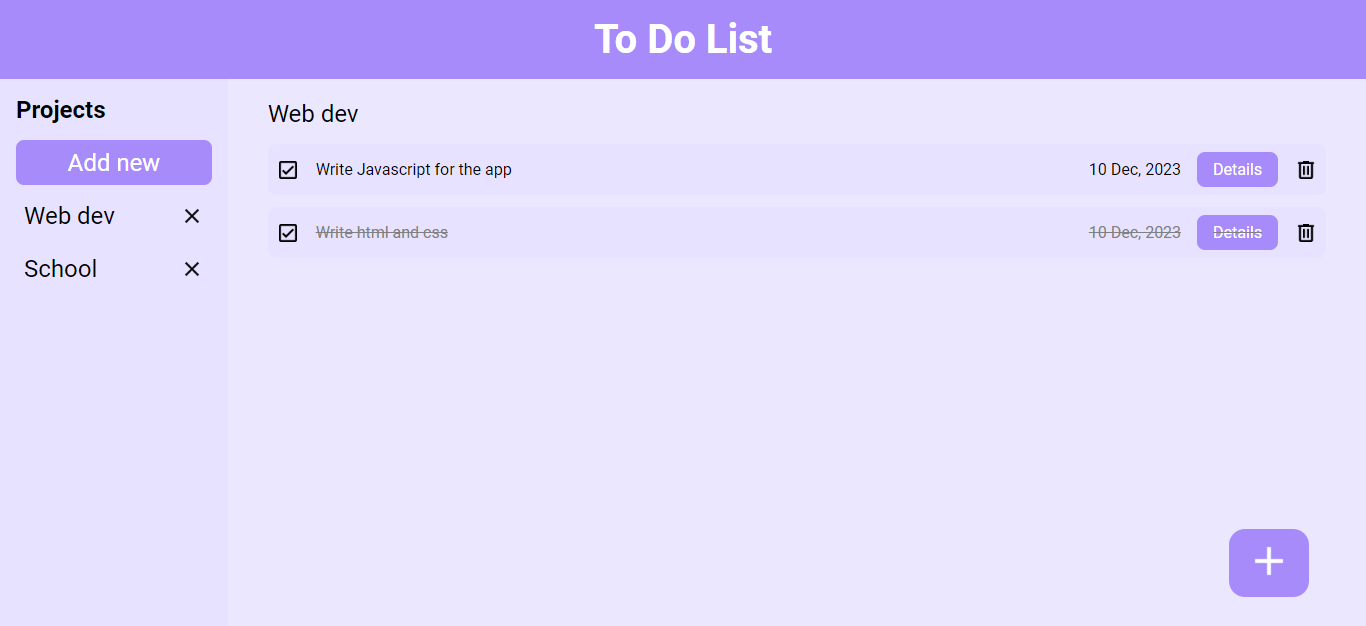 To Do List
Projects
Add new
Web dev
School
Web dev
Write Javascript for the app 10 Dec, 2023 Details
Write html and css 10 Dec, 2023 Details